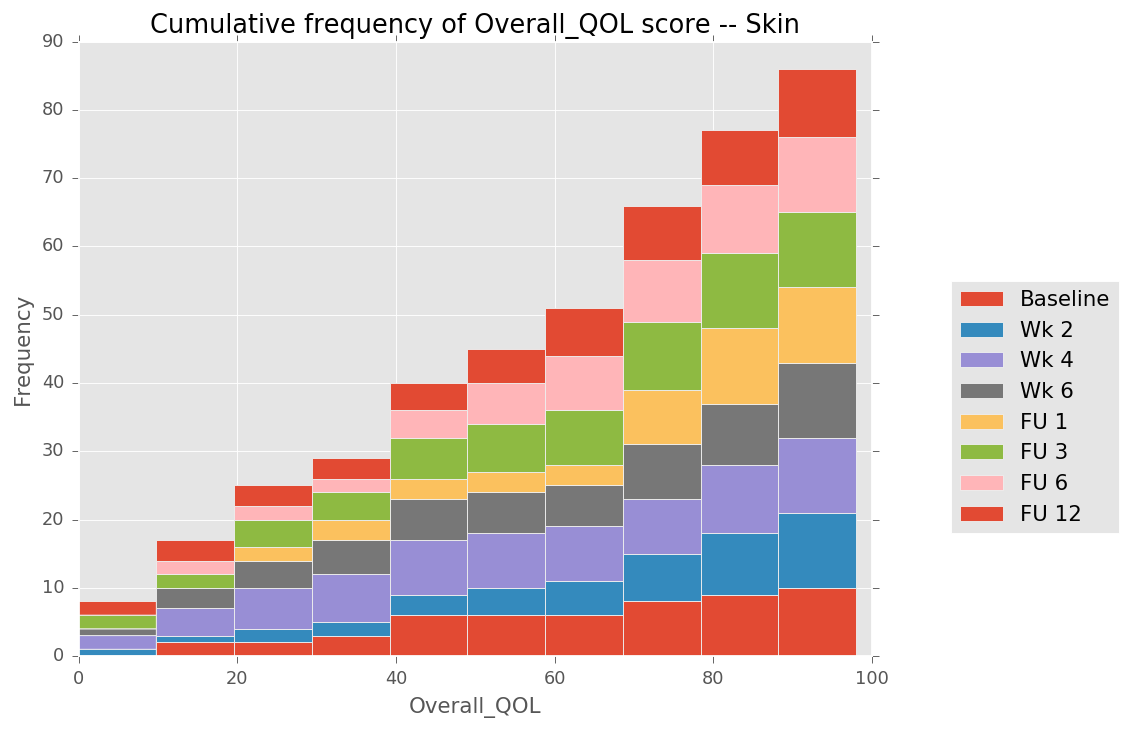 Cumulative frequency of Overall_QOL score -- Skin
90
80
70
60
50
40
30
20
10
0
Frequency
0 20 40 60 80 100
Overall_QOL
Baseline
Wk 2
Wk 4
Wk 6
FU 1
FU 3
FU 6
FU 12